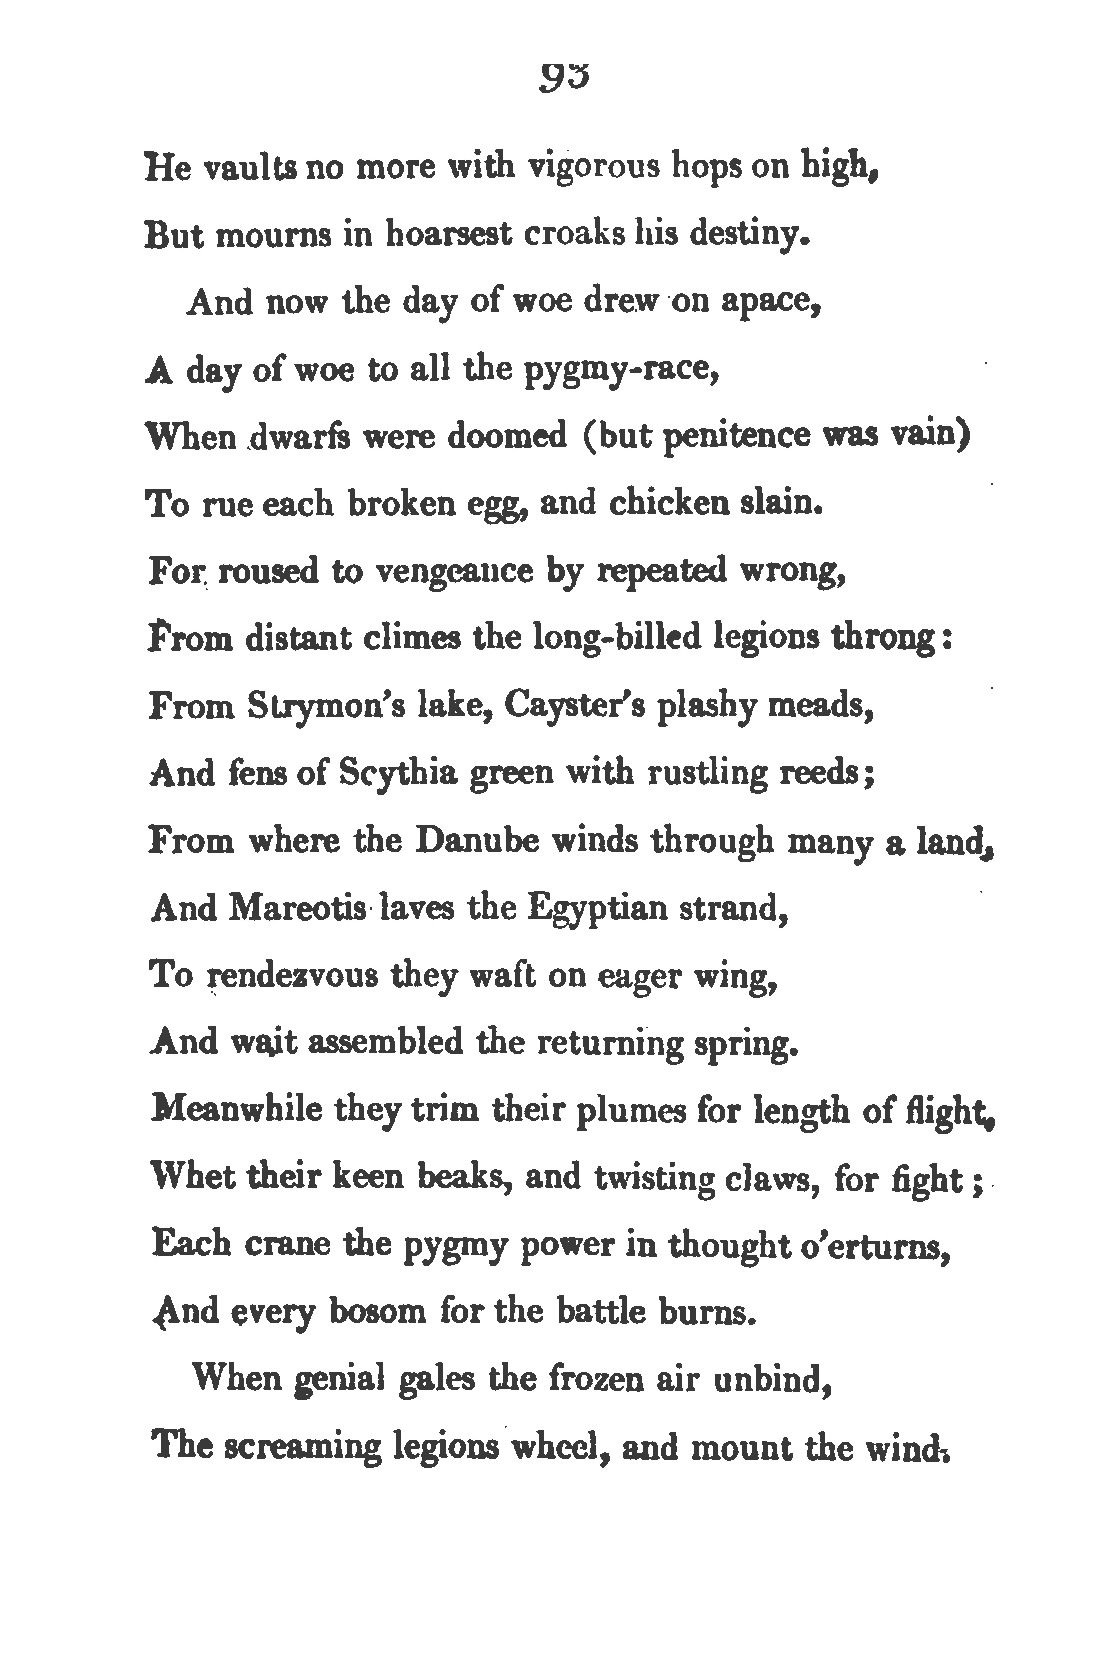 93
He vaults no more with vigorous hops on high,
But mourns in hoarsest croaks his destiny.
And now the day of woe drew on apace,
A day of woe to all the pygmy-race,
When dwarfs were doomed (but penitence was vain)
To rue each broken egg, and chicken slain.
For roused to vengeance by repeated wrong,
From distant climes the long-billed legions throng:
From Strymon's lake, Cayster's plashy meads,
And fens of Scythia green with rustling reeds;
From where the Danube winds through many a land,
And Mareotis laves the Egyptian strand,
To rendezvous they waft on eager wing,
And wait assembled the returning spring.
Meanwhile they trim their plumes for length of flight,
Whet their keen beaks, and twisting claws, for fight;
Each crane the pygmy power in thought o'erturns,
And every bosom for the battle burns.
When genial gales the frozen air unbind,
The screaming legions wheel, and mount the wind.